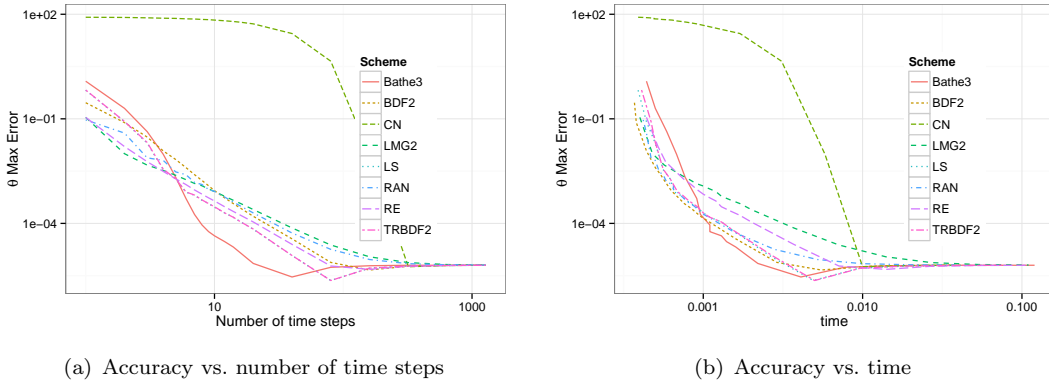 1e+02
1e−01
1e−04
θ Max Error
10
1000
Number of time steps
Scheme
Bathe3
BDF2
CN
LMG2
LS
RAN
RE
TRBDF2
(a) Accuracy vs. number of time steps
1e+02
1e−01
1e−04
θ Max Error
0.001
0.010
0.100
time
Scheme
Bathe3
BDF2
CN
LMG2
LS
RAN
RE
TRBDF2
(b) Accuracy vs. time